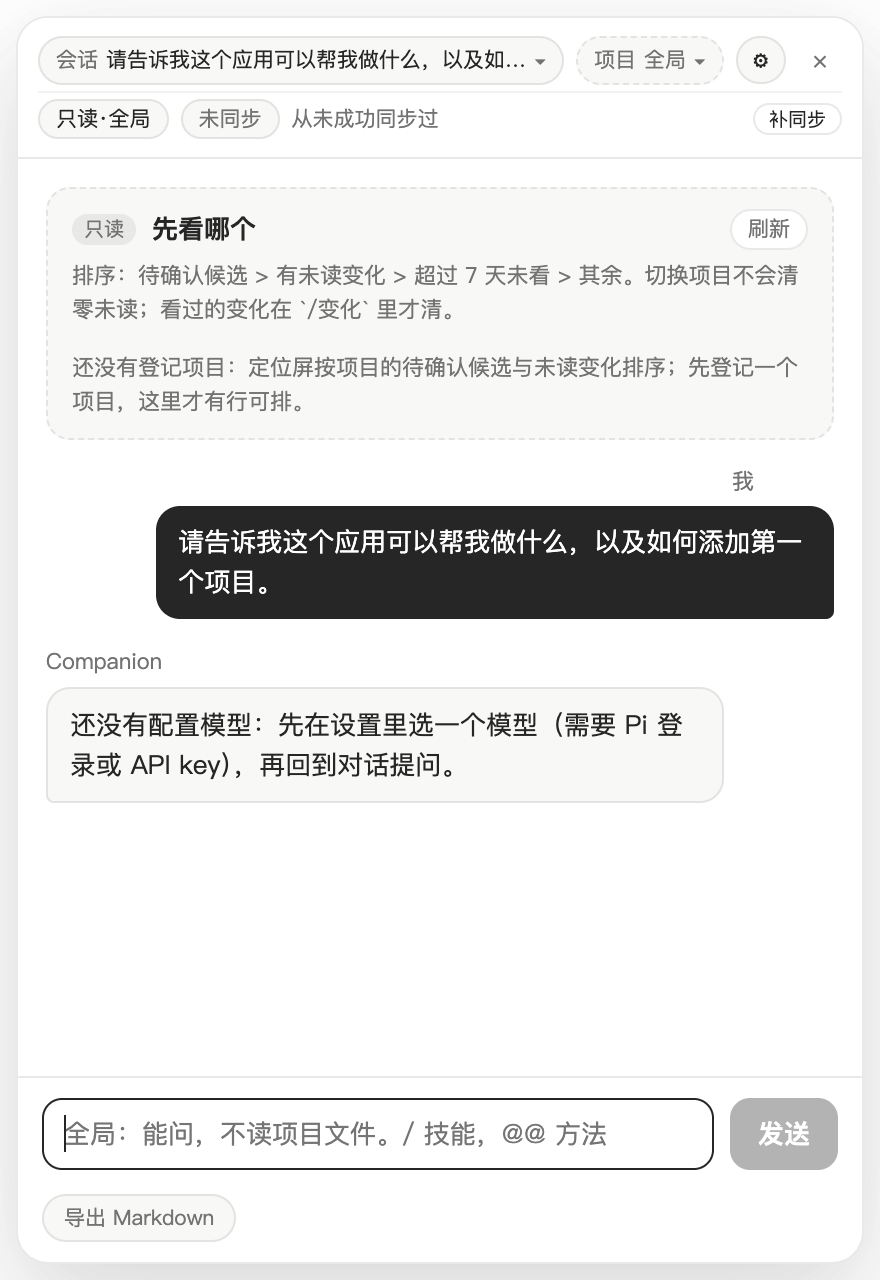 会话 请告诉我这个应用可以帮我做什么，以及如...
项目 全局
只读·全局
未同步
从未成功同步过
补同步
只读
先看哪个
刷新
排序：待确认候选 > 有未读变化 > 超过 7 天未看 > 其余。切换项目不会清
零未读；看过的变化在 `/变化` 里才清。
还没有登记项目：定位屏按项目的待确认候选与未读变化排序；先登记一个
项目，这里才有行可排。
我
请告诉我这个应用可以帮我做什么，以及如何添加第一
个项目。
Companion
还没有配置模型：先在设置里选一个模型（需要 Pi 登
录或 API key），再回到对话提问。
全局：能问，不读项目文件。/ 技能，@@ 方法
发送
导出 Markdown